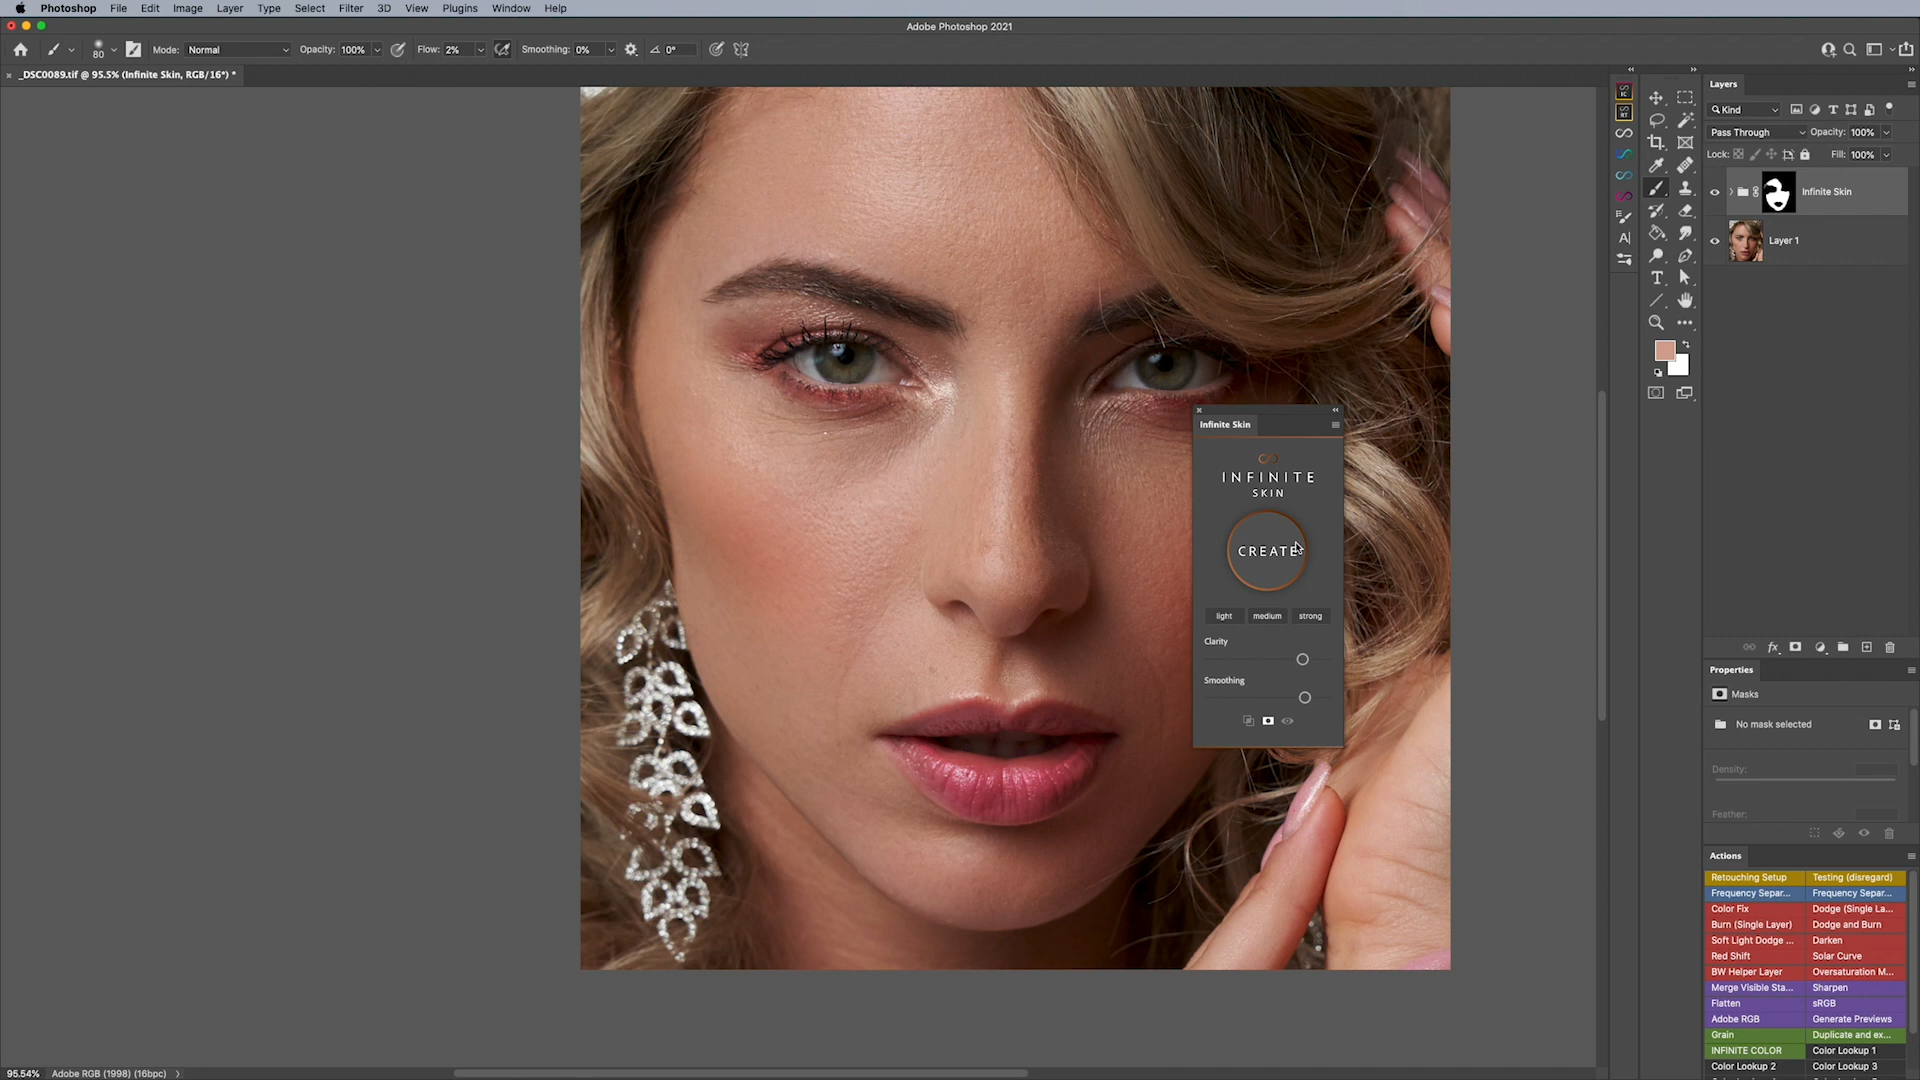 Photoshop File Edit Image Layer Type Select Filter 3D View Plugins Window Help
Adobe Photoshop 2021
80 Mode: Normal Opacity: 100% Flow: 2% Smoothing: 0% 0°
_DSC0089.tif @ 95.5% (Infinite Skin, RGB/16*) *
Layers
Kind
Pass Through Opacity: 100%
Lock: Fill: 100%
Infinite Skin
Layer 1
Infinite Skin
INFINITE
SKIN
CREATE
light medium strong
Clarity
Smoothing
Properties
Masks
No mask selected
Density:
Feather:
Actions
Retouching Setup Testing (disregard)
Frequency Separ... Frequency Separ...
Color Fix Dodge (Single La...
Burn (Single Layer) Dodge and Burn
Soft Light Dodge ... Darken
Red Shift Solar Curve
BW Helper Layer Oversaturation M...
Merge Visible Sta... Sharpen
Flatten sRGB
Adobe RGB Generate Previews
Grain Duplicate and ex...
INFINITE COLOR Color Lookup 1
Color Lookup 2 Color Lookup 3
95.54% Adobe RGB (1998) (16bpc)